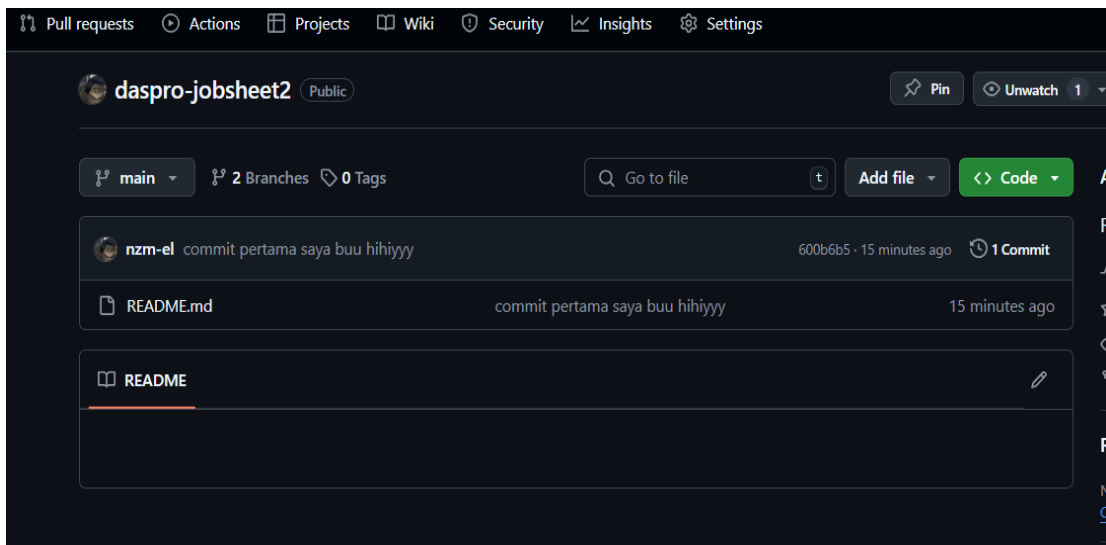 Pull requests Actions Projects Wiki Security Insights Settings
daspro-jobsheet2 Public Pin Unwatch 1
main 2 Branches 0 Tags Go to file t Add file Code
nzm-el commit pertama saya buu hihiyyy 600b6b5 · 15 minutes ago 1 Commit
README.md commit pertama saya buu hihiyyy 15 minutes ago
README